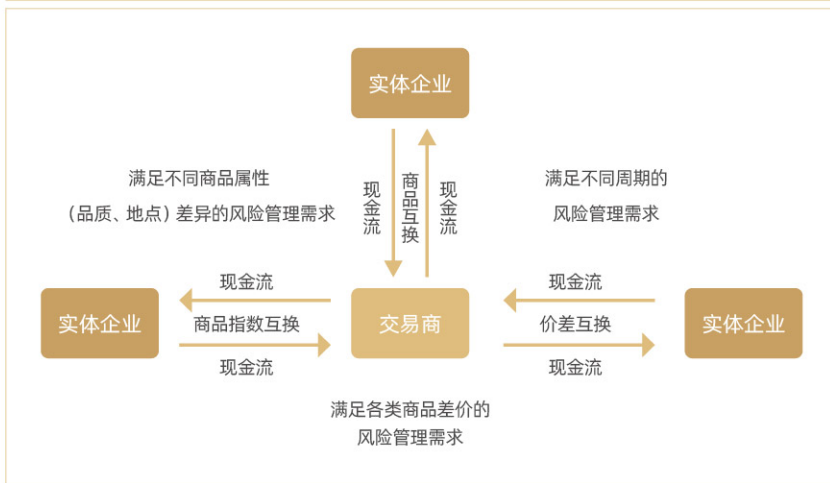 实体企业
满足不同商品属性
（品质、地点）差异的风险管理需求
现金流
商品互换
现金流
满足不同周期的
风险管理需求
实体企业
现金流
商品指数互换
现金流
交易商
现金流
价差互换
现金流
实体企业
满足各类商品差价的
风险管理需求